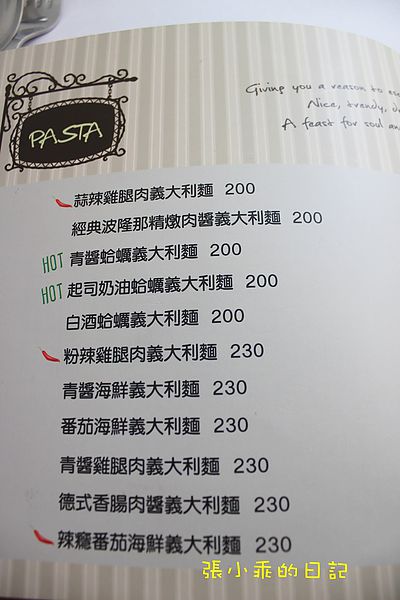 PASTA
Giving you a reason to
Nice, trendy,
A feast for soul
蒜辣雞腿肉義大利麵 200
經典波隆那精燉肉醬義大利麵 200
HOT 青醬蛤蠣義大利麵 200
HOT 起司奶油蛤蠣義大利麵 200
白酒蛤蠣義大利麵 200
粉辣雞腿肉義大利麵 230
青醬海鮮義大利麵 230
番茄海鮮義大利麵 230
青醬雞腿肉義大利麵 230
德式香腸肉醬義大利麵 230
辣癮番茄海鮮義大利麵 230
張小乖的日記